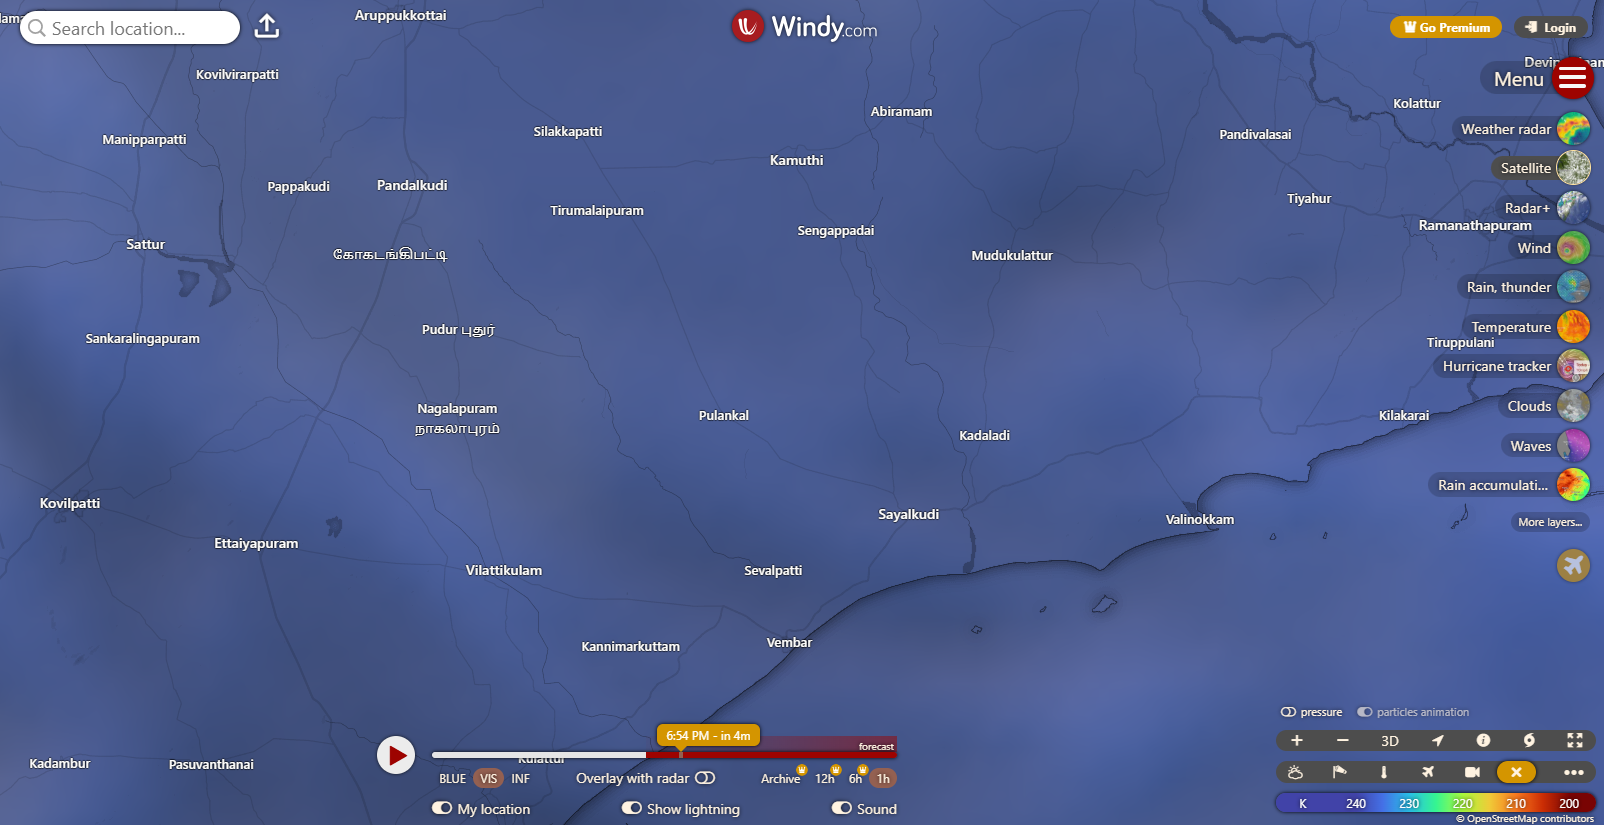 Aruppukkottai
Search location...
Windy.com
Go Premium
Login
Kovilvirarpatti
Menu
Kolattur
Abiramam
Weather radar
Silakkapatti
Pandivalasai
Manipparpatti
Kamuthi
Satellite
Pappakudi
Pandalkudi
Tiyahur
Radar+
Tirumalaipuram
Ramanathapuram
Sengappadai
Sattur
Wind
கோகடங்கிபட்டி
Mudukulattur
Rain, thunder
Pudur புதுர்
Temperature
Sankaralingapuram
Tiruppulani
Hurricane tracker
Nagalapuram
நாகலாபுரம்
Clouds
Pulankal
Kilakarai
Kadaladi
Waves
Rain accumulati...
Kovilpatti
Sayalkudi
Valinokkam
More layers...
Ettaiyapuram
Vilattikulam
Sevalpatti
Kannimarkuttam
Vembar
pressure
particles animation
6:54 PM - in 4m
forecast
3D
Kadambur
Pasuvanthanai
Kulattur
BLUE VIS INF
Overlay with radar
Archive 12h 6h 1h
My location
Show lightning
Sound
K 240 230 220 210 200
© OpenStreetMap contributors